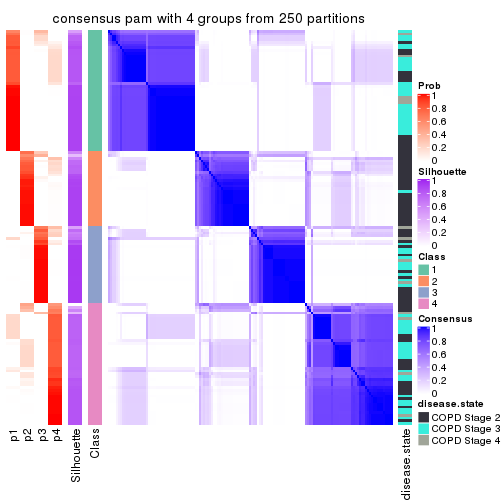 consensus pam with 4 groups from 250 partitions
Prob
1
0.8
0.6
0.4
0.2
0
Silhouette
1
0.8
0.6
0.4
0.2
0
Class
1
2
3
4
Consensus
1
0.8
0.6
0.4
0.2
0
disease.state
COPD Stage 2
COPD Stage 3
COPD Stage 4
p1
p2
p3
p4
Silhouette
Class
disease.state